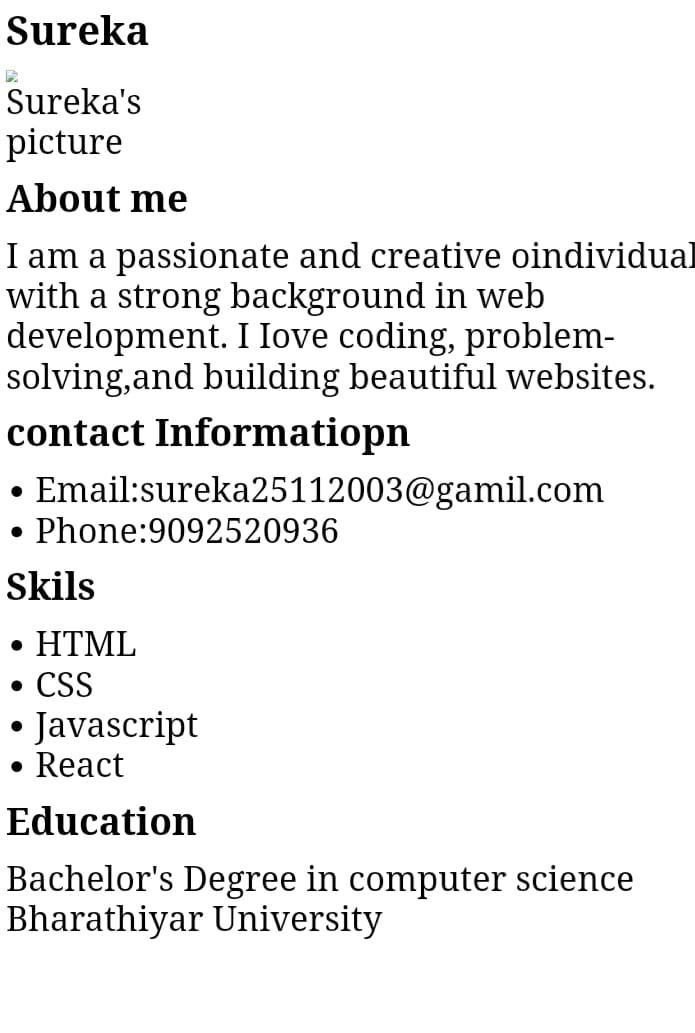 Sureka
Sureka's
picture
About me
I am a passionate and creative oindividual
with a strong background in web
development. I Iove coding, problem-
solving,and building beautiful websites.
contact Informatiopn
• Email:sureka25112003@gamil.com
• Phone:9092520936
Skils
• HTML
• CSS
• Javascript
• React
Education
Bachelor's Degree in computer science
Bharathiyar University